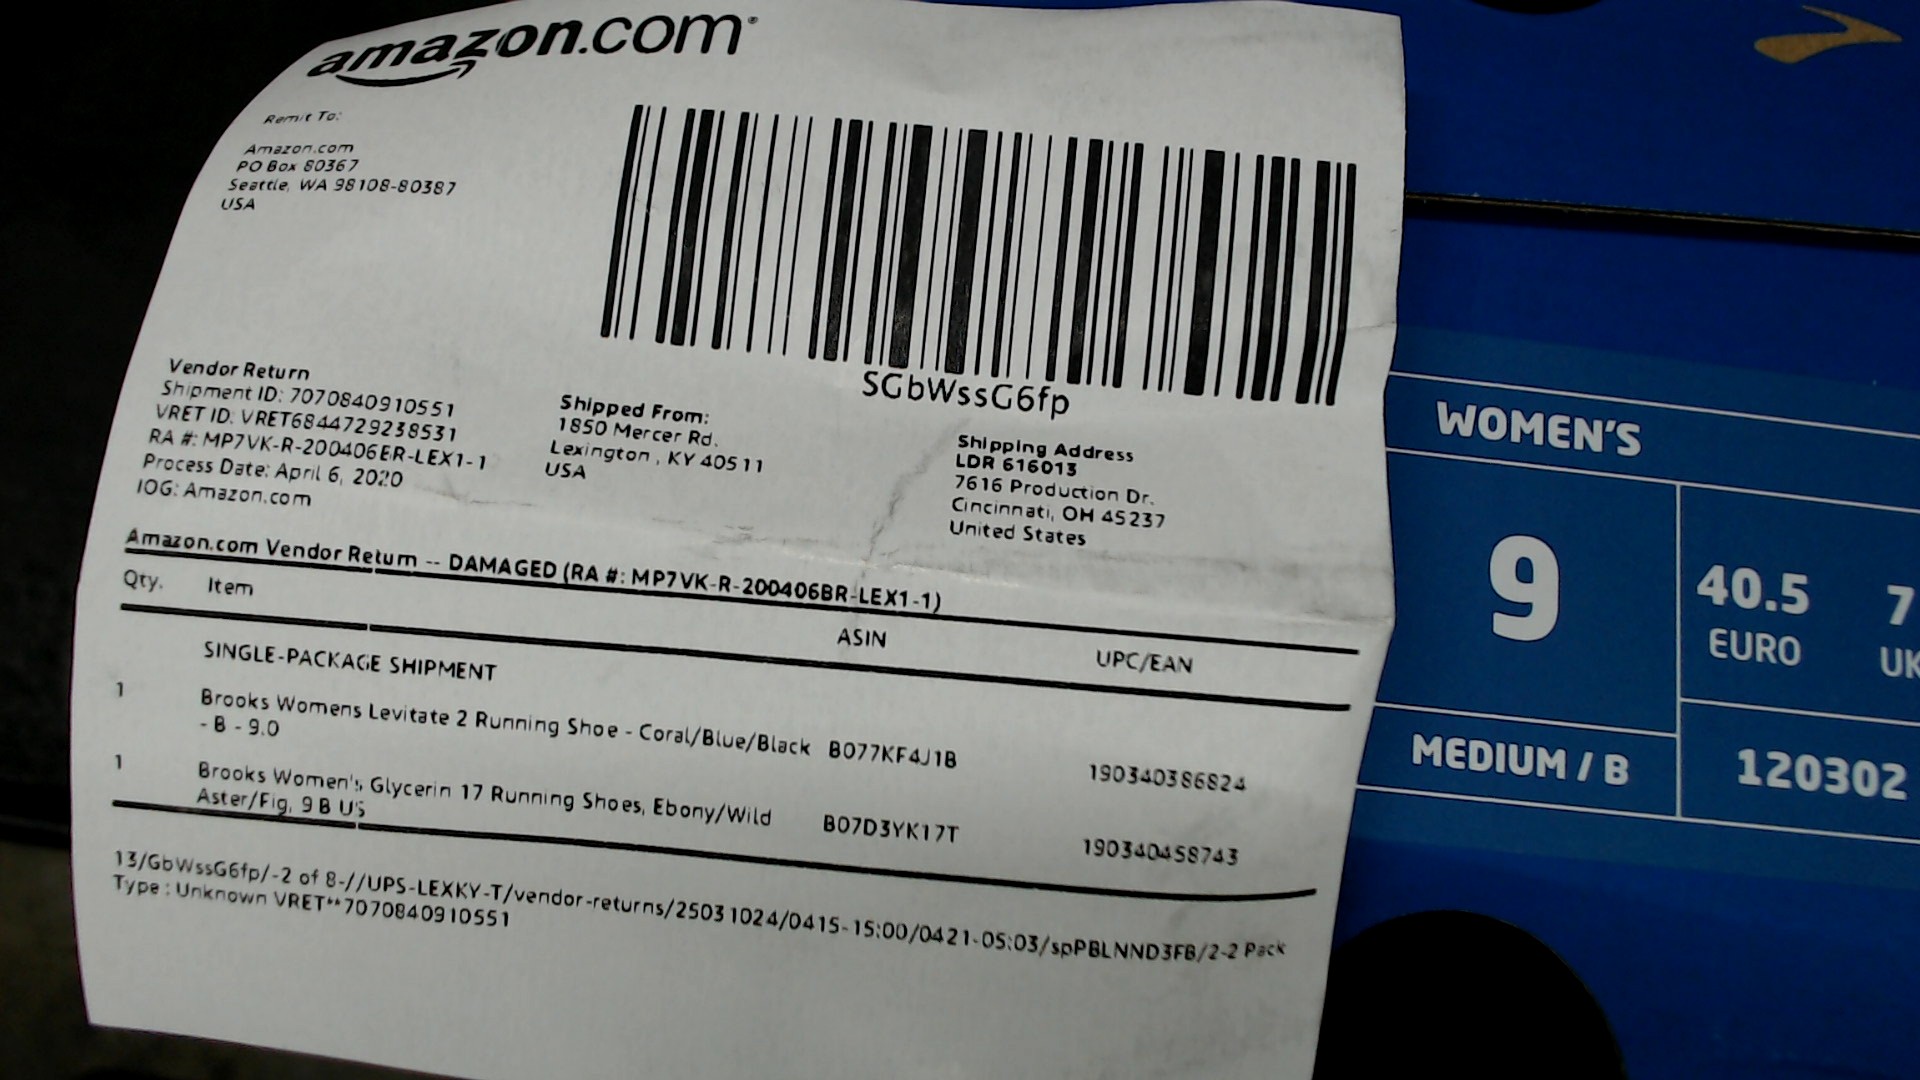 amazon.com
Remit To:
Amazon.com
PO Box 80367
Seattle, WA 98108-80387
USA
SGbWssG6fp
Vendor Return
Shipment ID: 7070840910551
VRET ID: VRET6844729238531
RA #: MP7VK-R-200406ER-LEX1-1
Process Date: April 6, 2020
IOG: Amazon.com
Shipped From:
1850 Mercer Rd.
Lexington , KY 40511
USA
Shipping Address
LDR 616013
7616 Production Dr.
Cincinnati, OH 45237
United States
Amazon.com Vendor Return -- DAMAGED (RA #: MP7VK-R-200406BR-LEX1-1)
Qty. Item ASIN UPC/EAN
SINGLE-PACKAGE SHIPMENT
1 Brooks Womens Levitate 2 Running Shoe - Coral/Blue/Black B077KF4J1B 190340386824
- B - 9.0
1 Brooks Women's Glycerin 17 Running Shoes, Ebony/Wild B07D3YK17T 190340458743
Aster/Fig, 9 B US
13/GbWssG6fp/-2 of 8-//UPS-LEXKY-T/vendor-returns/25031024/0415-15:00/0421-05:03/spPBLNND3FB/2-2 Pack
Type : Unknown VRET**7070840910551
WOMEN'S
9
40.5
EURO
7
UK
MEDIUM / B
120302